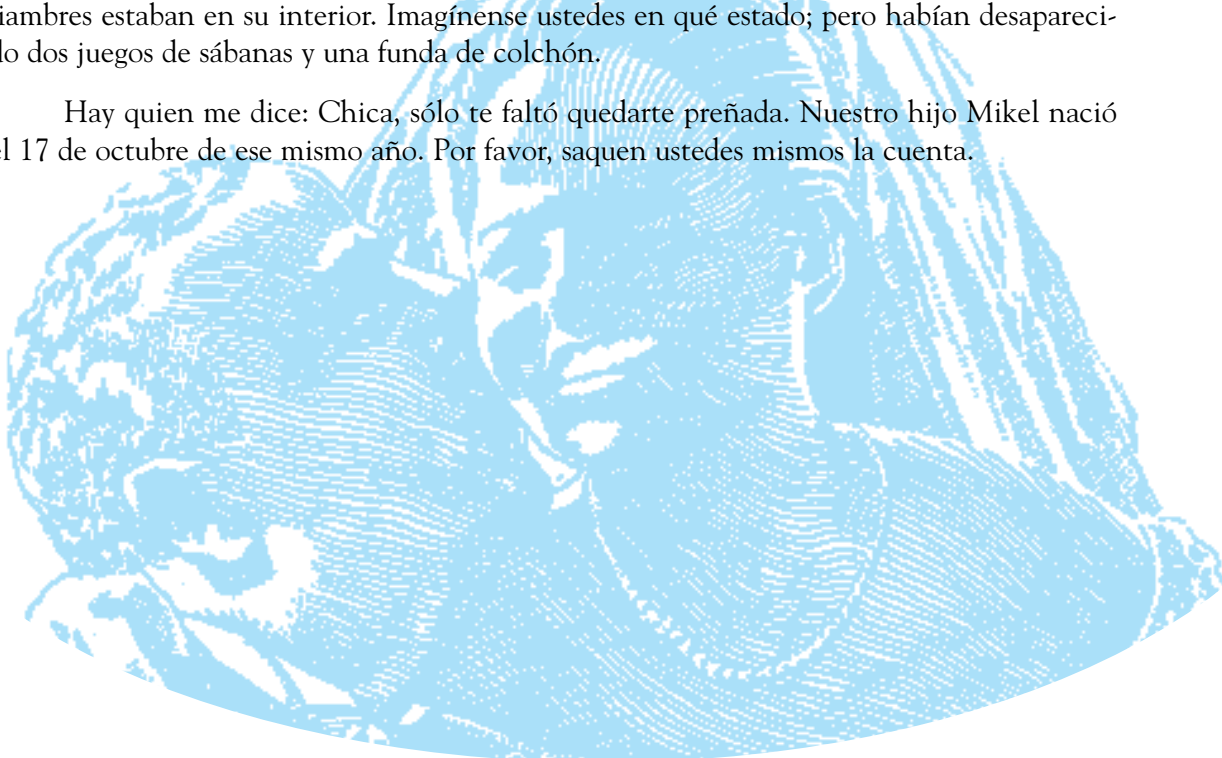 iambres estaban en su interior. Imagínense ustedes en qué estado; pero habían desapareci-
do dos juegos de sábanas y una funda de colchón.
Hay quien me dice: Chica, sólo te faltó quedarte preñada. Nuestro hijo Mikel nació
el 17 de octubre de ese mismo año. Por favor, saquen ustedes mismos la cuenta.